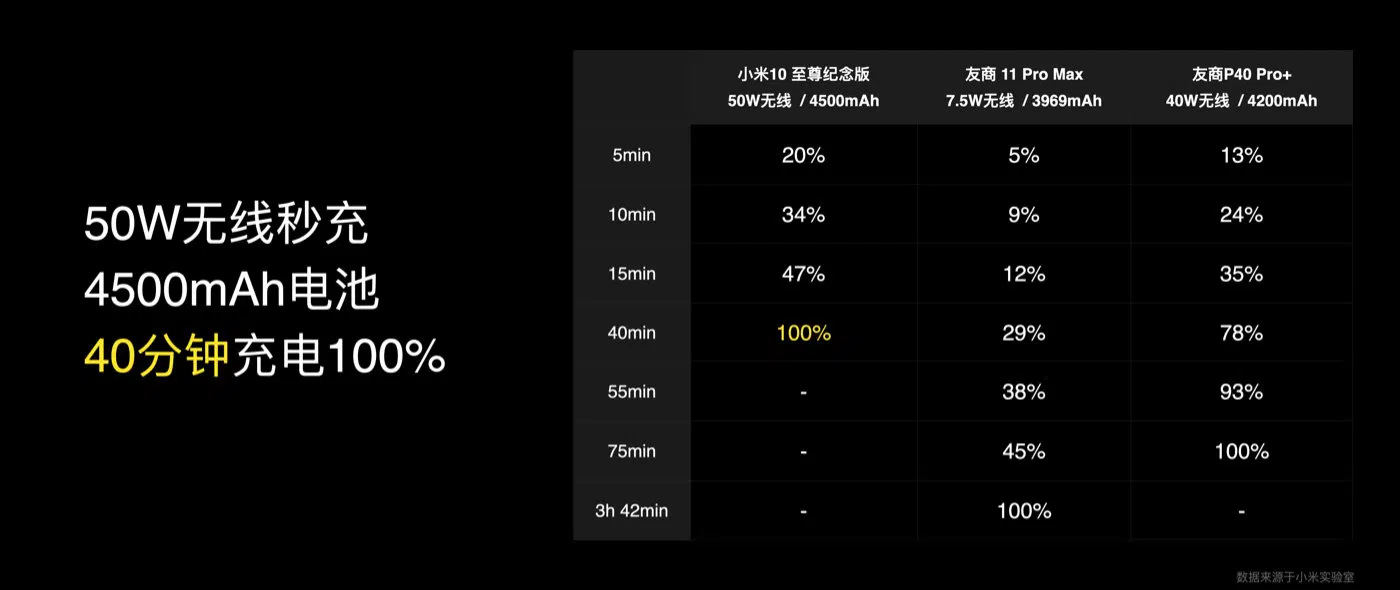 50W无线秒充
4500mAh电池
40分钟充电100%
小米10 至尊纪念版 友商 11 Pro Max 友商P40 Pro+
50W无线 / 4500mAh 7.5W无线 / 3969mAh 40W无线 / 4200mAh
5min 20% 5% 13%
10min 34% 9% 24%
15min 47% 12% 35%
40min 100% 29% 78%
55min - 38% 93%
75min - 45% 100%
3h 42min - 100% -
数据来源于小米实验室